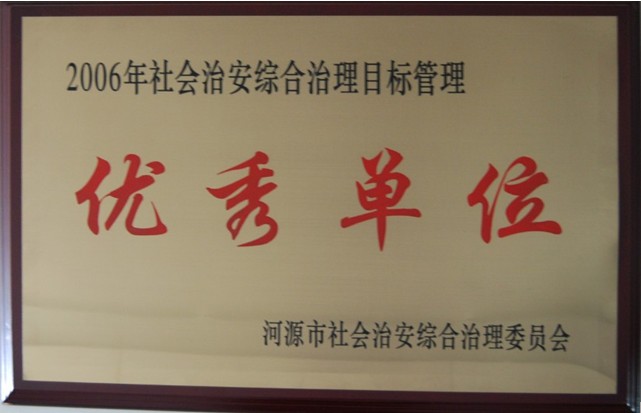 2006年社会治安综合治理目标管理
优秀单位
河源市社会治安综合治理委员会